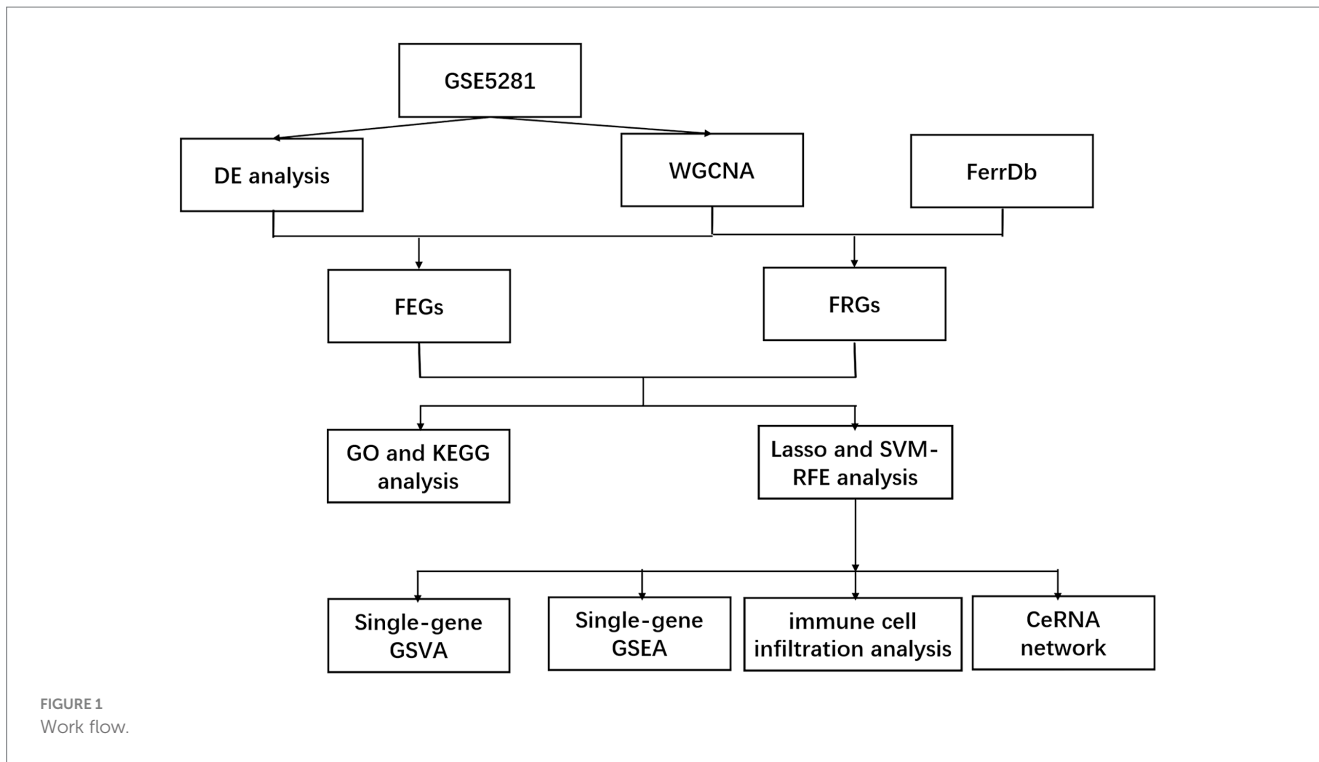 GSE5281
DE analysis
WGCNA
FerrDb
FEGs
FRGs
GO and KEGG
analysis
Lasso and SVM-
RFE analysis
Single-gene
GSVA
Single-gene
GSEA
immune cell
infiltration analysis
CeRNA
network
FIGURE 1
Work flow.